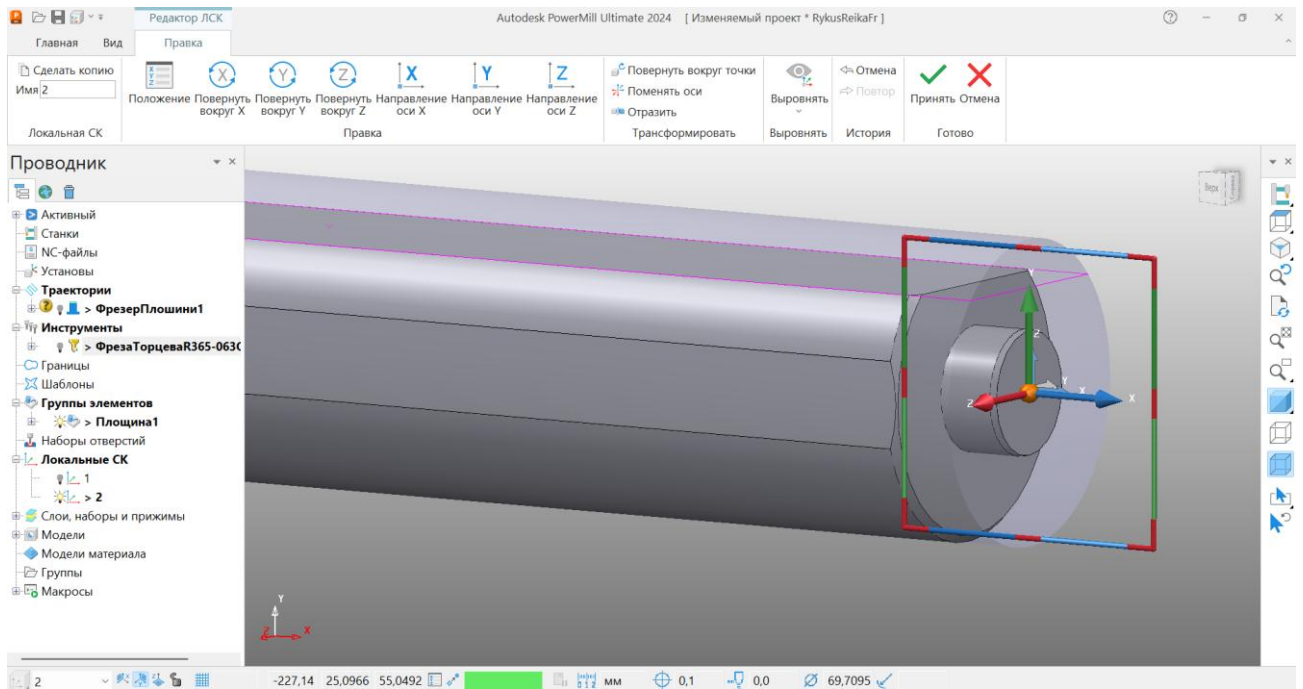 Редактор ЛСК
Autodesk PowerMill Ultimate 2024 [ Изменяемый проект * RykusReikaFr ]
Главная Вид Правка
Сделать копию
Имя 2
Локальная СК
Положение
Повернуть вокруг X
Повернуть вокруг Y
Повернуть вокруг Z
Направление оси X
Направление оси Y
Направление оси Z
Правка
Повернуть вокруг точки
Поменять оси
Отразить
Трансформировать
Выровнять
Выровнять
Отмена
Повтор
История
Принять
Отмена
Готово
Проводник
Активный
Станки
NC-файлы
Установы
Траектории
> ФрезерПлошини1
Инструменты
> ФрезаТорцеваR365-063(
Границы
Шаблоны
Группы элементов
> Площина1
Наборы отверстий
Локальные СК
1
> 2
Слои, наборы и прижимы
Модели
Модели материала
Группы
Макросы
Верх
Y
Z
Y
X
X
Z
Y
Z
X
2
-227,14 25,0966 55,0492
мм
0,1
0,0
69,7095